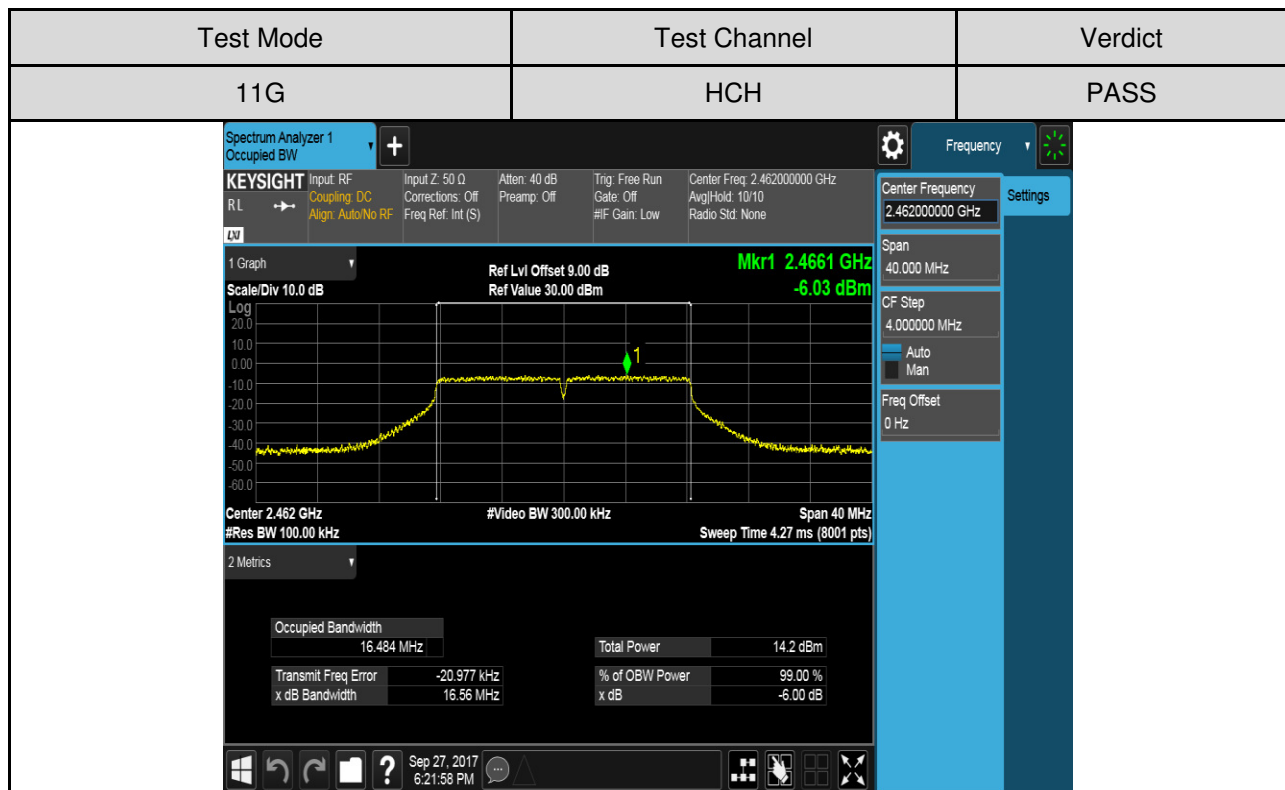 Test Mode Test Channel Verdict
11G HCH PASS
Spectrum Analyzer 1
Occupied BW
+
Frequency
KEYSIGHT Input: RF Input Z: 50 Ω Atten: 40 dB Trig: Free Run Center Freq: 2.462000000 GHz
RL Coupling: DC Corrections: Off Preamp: Off Gate: Off Avg|Hold: 10/10
Align: Auto/No RF Freq Ref: Int (S) #IF Gain: Low Radio Std: None
LXI
Center Frequency
2.462000000 GHz
Settings
Span
40.000 MHz
CF Step
4.000000 MHz
Auto
Man
Freq Offset
0 Hz
1 Graph
Ref Lvl Offset 9.00 dB
Mkr1 2.4661 GHz
Scale/Div 10.0 dB
Ref Value 30.00 dBm
-6.03 dBm
Log
20.0
10.0
0.00
-10.0
-20.0
-30.0
-40.0
-50.0
-60.0
1
Center 2.462 GHz #Video BW 300.00 kHz Span 40 MHz
#Res BW 100.00 kHz Sweep Time 4.27 ms (8001 pts)
2 Metrics
Occupied Bandwidth
16.484 MHz
Total Power 14.2 dBm
Transmit Freq Error -20.977 kHz % of OBW Power 99.00 %
x dB Bandwidth 16.56 MHz x dB -6.00 dB
?
Sep 27, 2017
6:21:58 PM